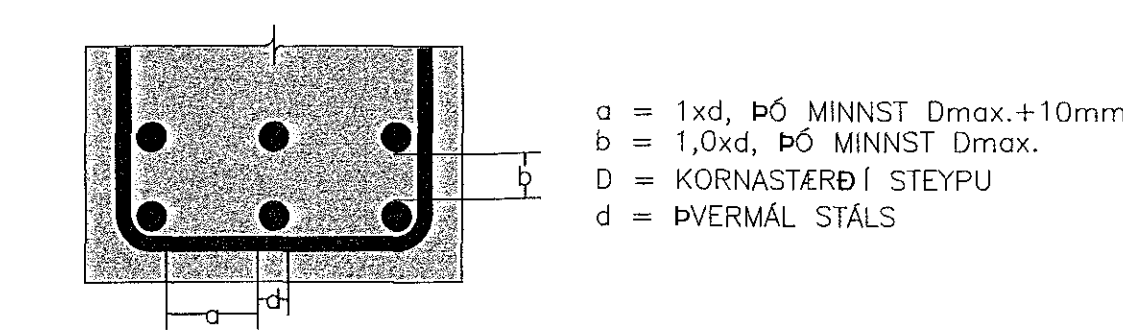 a = 1xd, ÞÓ MINNST Dmax.+10mm
b = 1,0xd, ÞÓ MINNST Dmax.
D = KORNASTÆRÐ Í STEYPU
d = ÞVERMÁL STÁLS
b
d
a